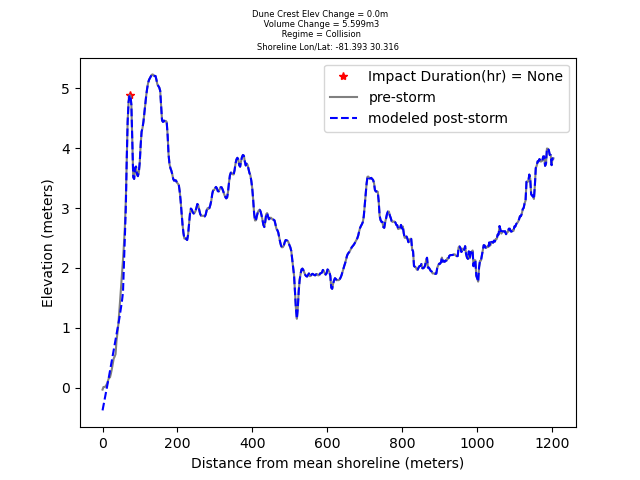 Dune Crest Elev Change = 0.0m
Volume Change = 5.599m3
Regime = Collision
Shoreline Lon/Lat: -81.393 30.316
Impact Duration(hr) = None
pre-storm
modeled post-storm
Elevation (meters)
5
4
3
2
1
0
0 200 400 600 800 1000 1200
Distance from mean shoreline (meters)